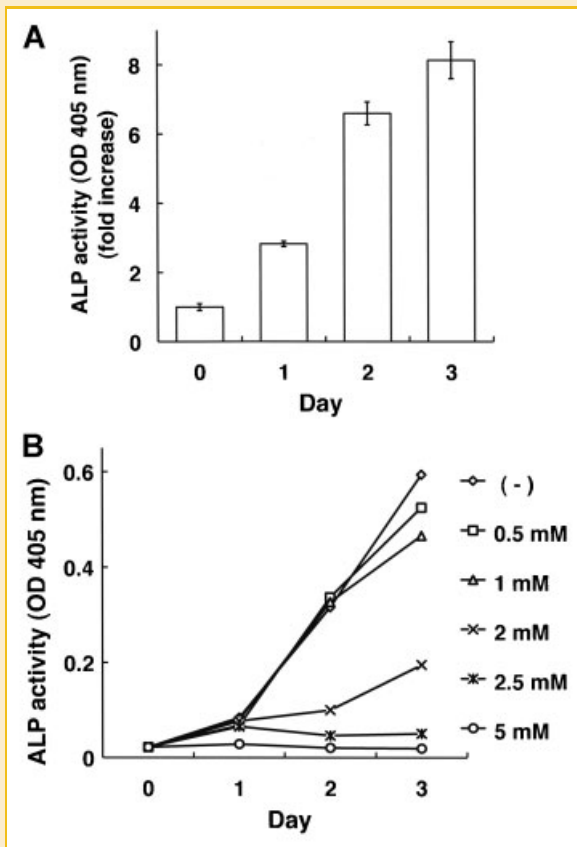 A
ALP activity (OD 405 nm)
(fold increase)
8
6
4
2
0
0 1 2 3
Day
B
ALP activity (OD 405 nm)
0.6
0.4
0.2
0
0 1 2 3
Day
(-)
0.5 mM
1 mM
2 mM
2.5 mM
5 mM